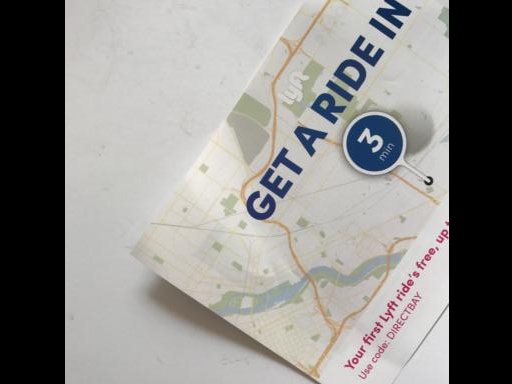 lyft
GET A RIDE IN
3
min
Your first Lyft ride's free, up
Use code: DIRECTBAY